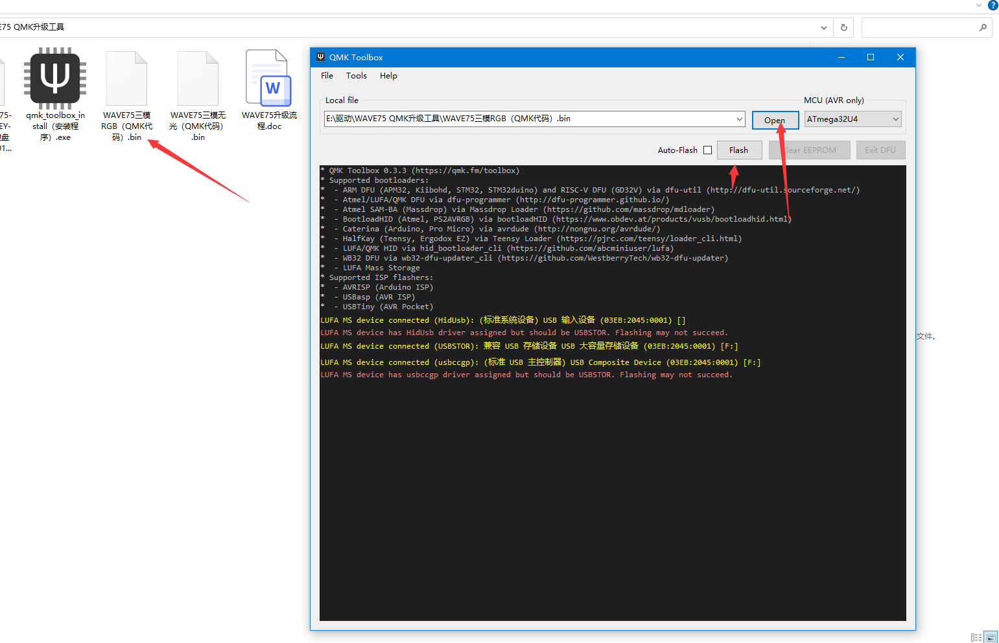 E75 QMK升级工具
75-
EY-
盘
01...
qmk_toolbox_in
stall（安装程
序）.exe
WAVE75三模
RGB（QMK代
码）.bin
WAVE75三模无
光（QMK代码）
.bin
W
WAVE75升级流
程.doc
QMK Toolbox
File Tools Help
Local file
MCU (AVR only)
E:\驱动\WAVE75 QMK升级工具\WAVE75三模RGB（QMK代码）.bin
Open
ATmega32U4
Auto-Flash
Flash
Clear EEPROM
Exit DFU
* QMK Toolbox 0.3.3 (https://qmk.fm/toolbox)
* Supported bootloaders:
* - ARM DFU (APM32, Kiibohd, STM32, STM32duino) and RISC-V DFU (GD32V) via dfu-util (http://dfu-util.sourceforge.net/)
* - Atmel/LUFA/QMK DFU via dfu-programmer (http://dfu-programmer.github.io/)
* - Atmel SAM-BA (Massdrop) via Massdrop Loader (https://github.com/massdrop/mdloader)
* - BootloadHID (Atmel, PS2AVRGB) via bootloadHID (https://www.obdev.at/products/vusb/bootloadhid.html)
* - Caterina (Arduino, Pro Micro) via avrdude (http://nongnu.org/avrdude/)
* - HalfKay (Teensy, Ergodox EZ) via Teensy Loader (https://pjrc.com/teensy/loader_cli.html)
* - LUFA/QMK HID via hid_bootloader_cli (https://github.com/abcminiuser/lufa)
* - WB32 DFU via wb32-dfu-updater_cli (https://github.com/WestberryTech/wb32-dfu-updater)
* - LUFA Mass Storage
* Supported ISP flashers:
* - AVRISP (Arduino ISP)
* - USBasp (AVR ISP)
* - USBTiny (AVR Pocket)
LUFA MS device connected (HidUsb): (标准系统设备) USB 输入设备 (03EB:2045:0001) []
LUFA MS device has HidUsb driver assigned but should be USBSTOR. Flashing may not succeed.
LUFA MS device connected (USBSTOR): 兼容 USB 存储设备 USB 大容量存储设备 (03EB:2045:0001) [F:]
LUFA MS device connected (usbccgp): (标准 USB 主控制器) USB Composite Device (03EB:2045:0001) [F:]
LUFA MS device has usbccgp driver assigned but should be USBSTOR. Flashing may not succeed.
文件。